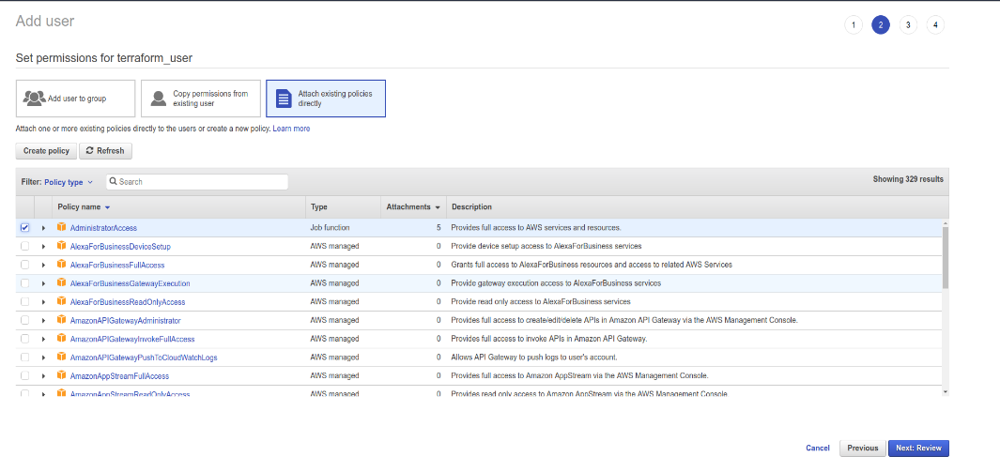 Add user
1 2 3 4
Set permissions for terraform_user
Add user to group
Copy permissions from
existing user
Attach existing policies
directly
Attach one or more existing policies directly to the users or create a new policy. Learn more
Create policy Refresh
Filter: Policy type Search Showing 329 results
Policy name Type Attachments Description
AdministratorAccess Job function 5 Provides full access to AWS services and resources.
AlexaForBusinessDeviceSetup AWS managed 0 Provide device setup access to AlexaForBusiness services
AlexaForBusinessFullAccess AWS managed 0 Grants full access to AlexaForBusiness resources and access to related AWS Services
AlexaForBusinessGatewayExecution AWS managed 0 Provide gateway execution access to AlexaForBusiness services
AlexaForBusinessReadOnlyAccess AWS managed 0 Provide read only access to AlexaForBusiness services
AmazonAPIGatewayAdministrator AWS managed 0 Provides full access to create/edit/delete APIs in Amazon API Gateway via the AWS Management Console.
AmazonAPIGatewayInvokeFullAccess AWS managed 0 Provides full access to invoke APIs in Amazon API Gateway.
AmazonAPIGatewayPushToCloudWatchLogs AWS managed 0 Allows API Gateway to push logs to user's account.
AmazonAppStreamFullAccess AWS managed 0 Provides full access to Amazon AppStream via the AWS Management Console.
AmazonAppStreamReadOnlyAccess AWS managed 0 Provides read only access to Amazon AppStream via the AWS Management Console
Cancel Previous Next: Review